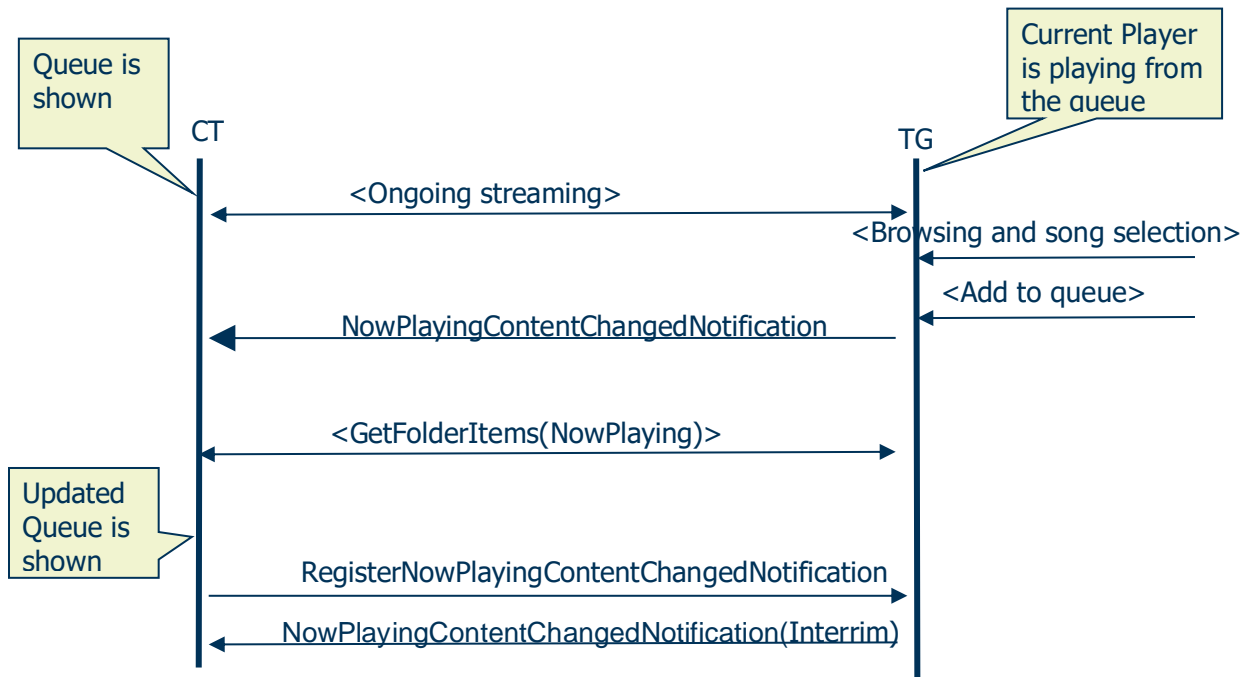 Queue is
shown
Current Player
is playing from
the queue
CT
TG
<Ongoing streaming>
<Browsing and song selection>
<Add to queue>
NowPlayingContentChangedNotification
<GetFolderItems(NowPlaying)>
Updated
Queue is
shown
RegisterNowPlayingContentChangedNotification
NowPlayingContentChangedNotification(Interrim)